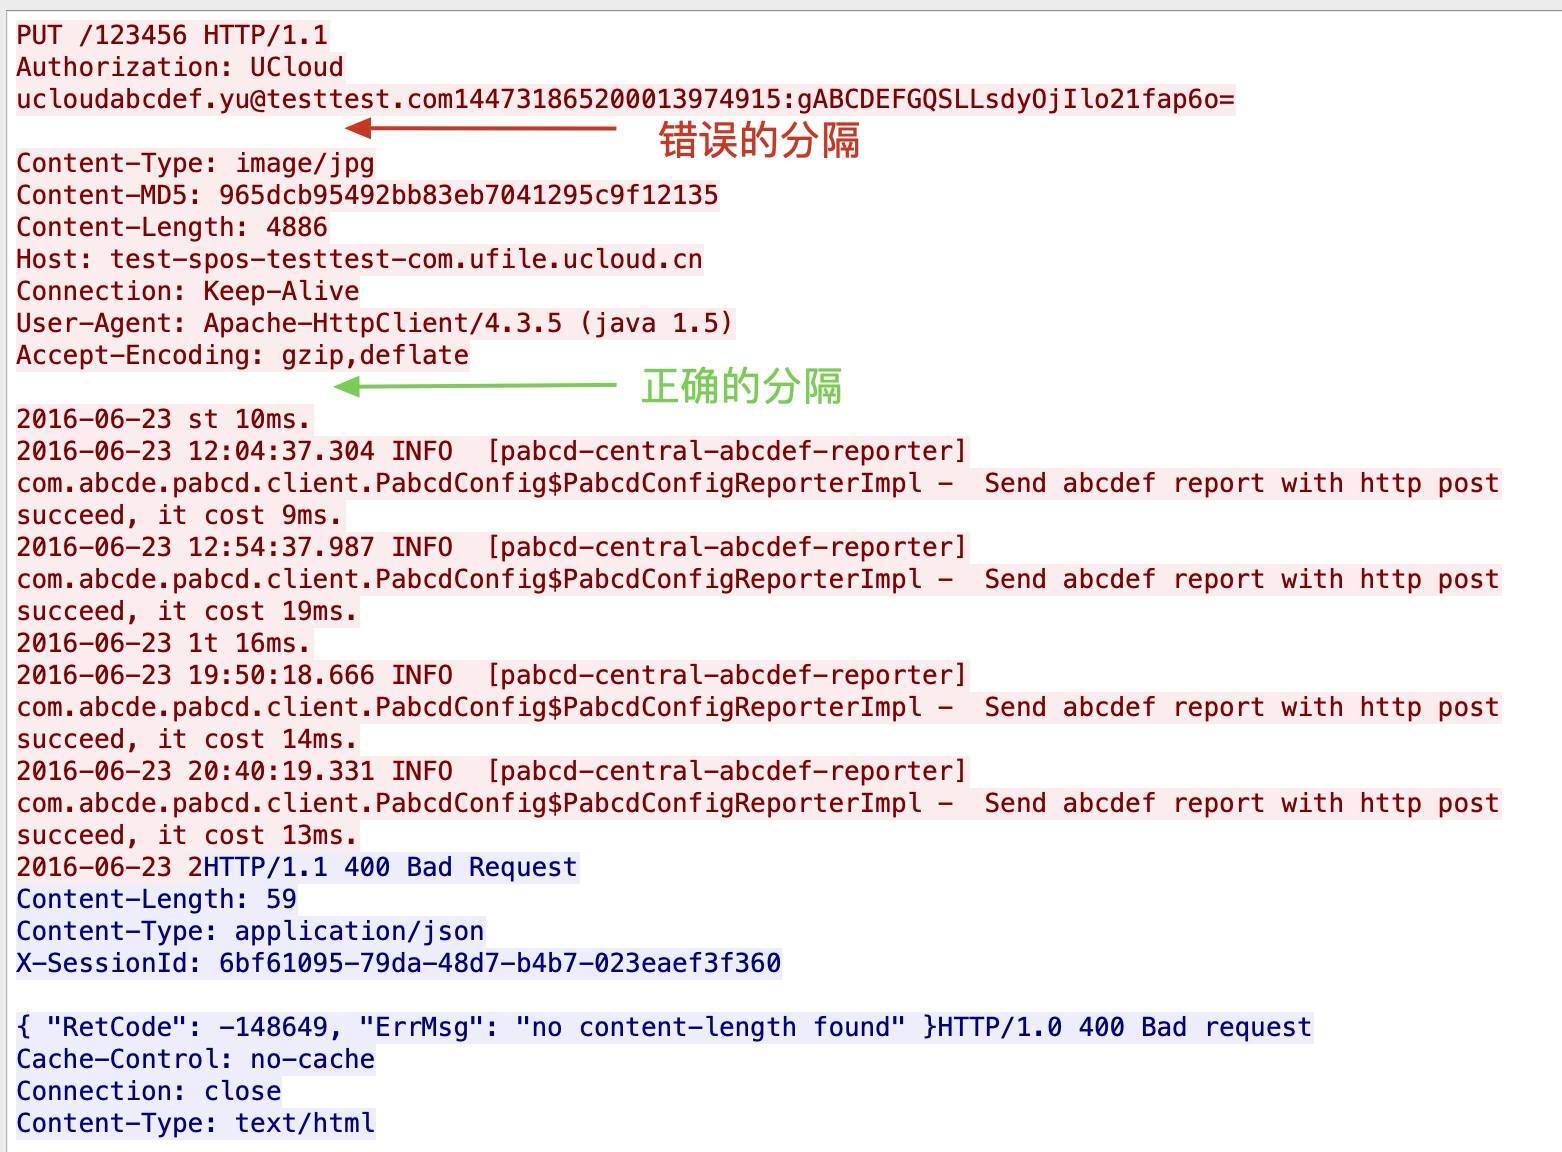 PUT /123456 HTTP/1.1
Authorization: UCloud
ucloudabcdef.yu@testtest.com144731865200013974915:gABCDEFGQSLLsdyOjIlo21fap6o=
错误的分隔
Content-Type: image/jpg
Content-MD5: 965dcb95492bb83eb7041295c9f12135
Content-Length: 4886
Host: test-spos-testtest-com.ufile.ucloud.cn
Connection: Keep-Alive
User-Agent: Apache-HttpClient/4.3.5 (java 1.5)
Accept-Encoding: gzip,deflate
正确的分隔
2016-06-23 st 10ms.
2016-06-23 12:04:37.304 INFO  [pabcd-central-abcdef-reporter]
com.abcde.pabcd.client.PabcdConfig$PabcdConfigReporterImpl -  Send abcdef report with http post
succeed, it cost 9ms.
2016-06-23 12:54:37.987 INFO  [pabcd-central-abcdef-reporter]
com.abcde.pabcd.client.PabcdConfig$PabcdConfigReporterImpl -  Send abcdef report with http post
succeed, it cost 19ms.
2016-06-23 1t 16ms.
2016-06-23 19:50:18.666 INFO  [pabcd-central-abcdef-reporter]
com.abcde.pabcd.client.PabcdConfig$PabcdConfigReporterImpl -  Send abcdef report with http post
succeed, it cost 14ms.
2016-06-23 20:40:19.331 INFO  [pabcd-central-abcdef-reporter]
com.abcde.pabcd.client.PabcdConfig$PabcdConfigReporterImpl -  Send abcdef report with http post
succeed, it cost 13ms.
2016-06-23 2HTTP/1.1 400 Bad Request
Content-Length: 59
Content-Type: application/json
X-SessionId: 6bf61095-79da-48d7-b4b7-023eaef3f360
{ "RetCode": -148649, "ErrMsg": "no content-length found" }HTTP/1.0 400 Bad request
Cache-Control: no-cache
Connection: close
Content-Type: text/html